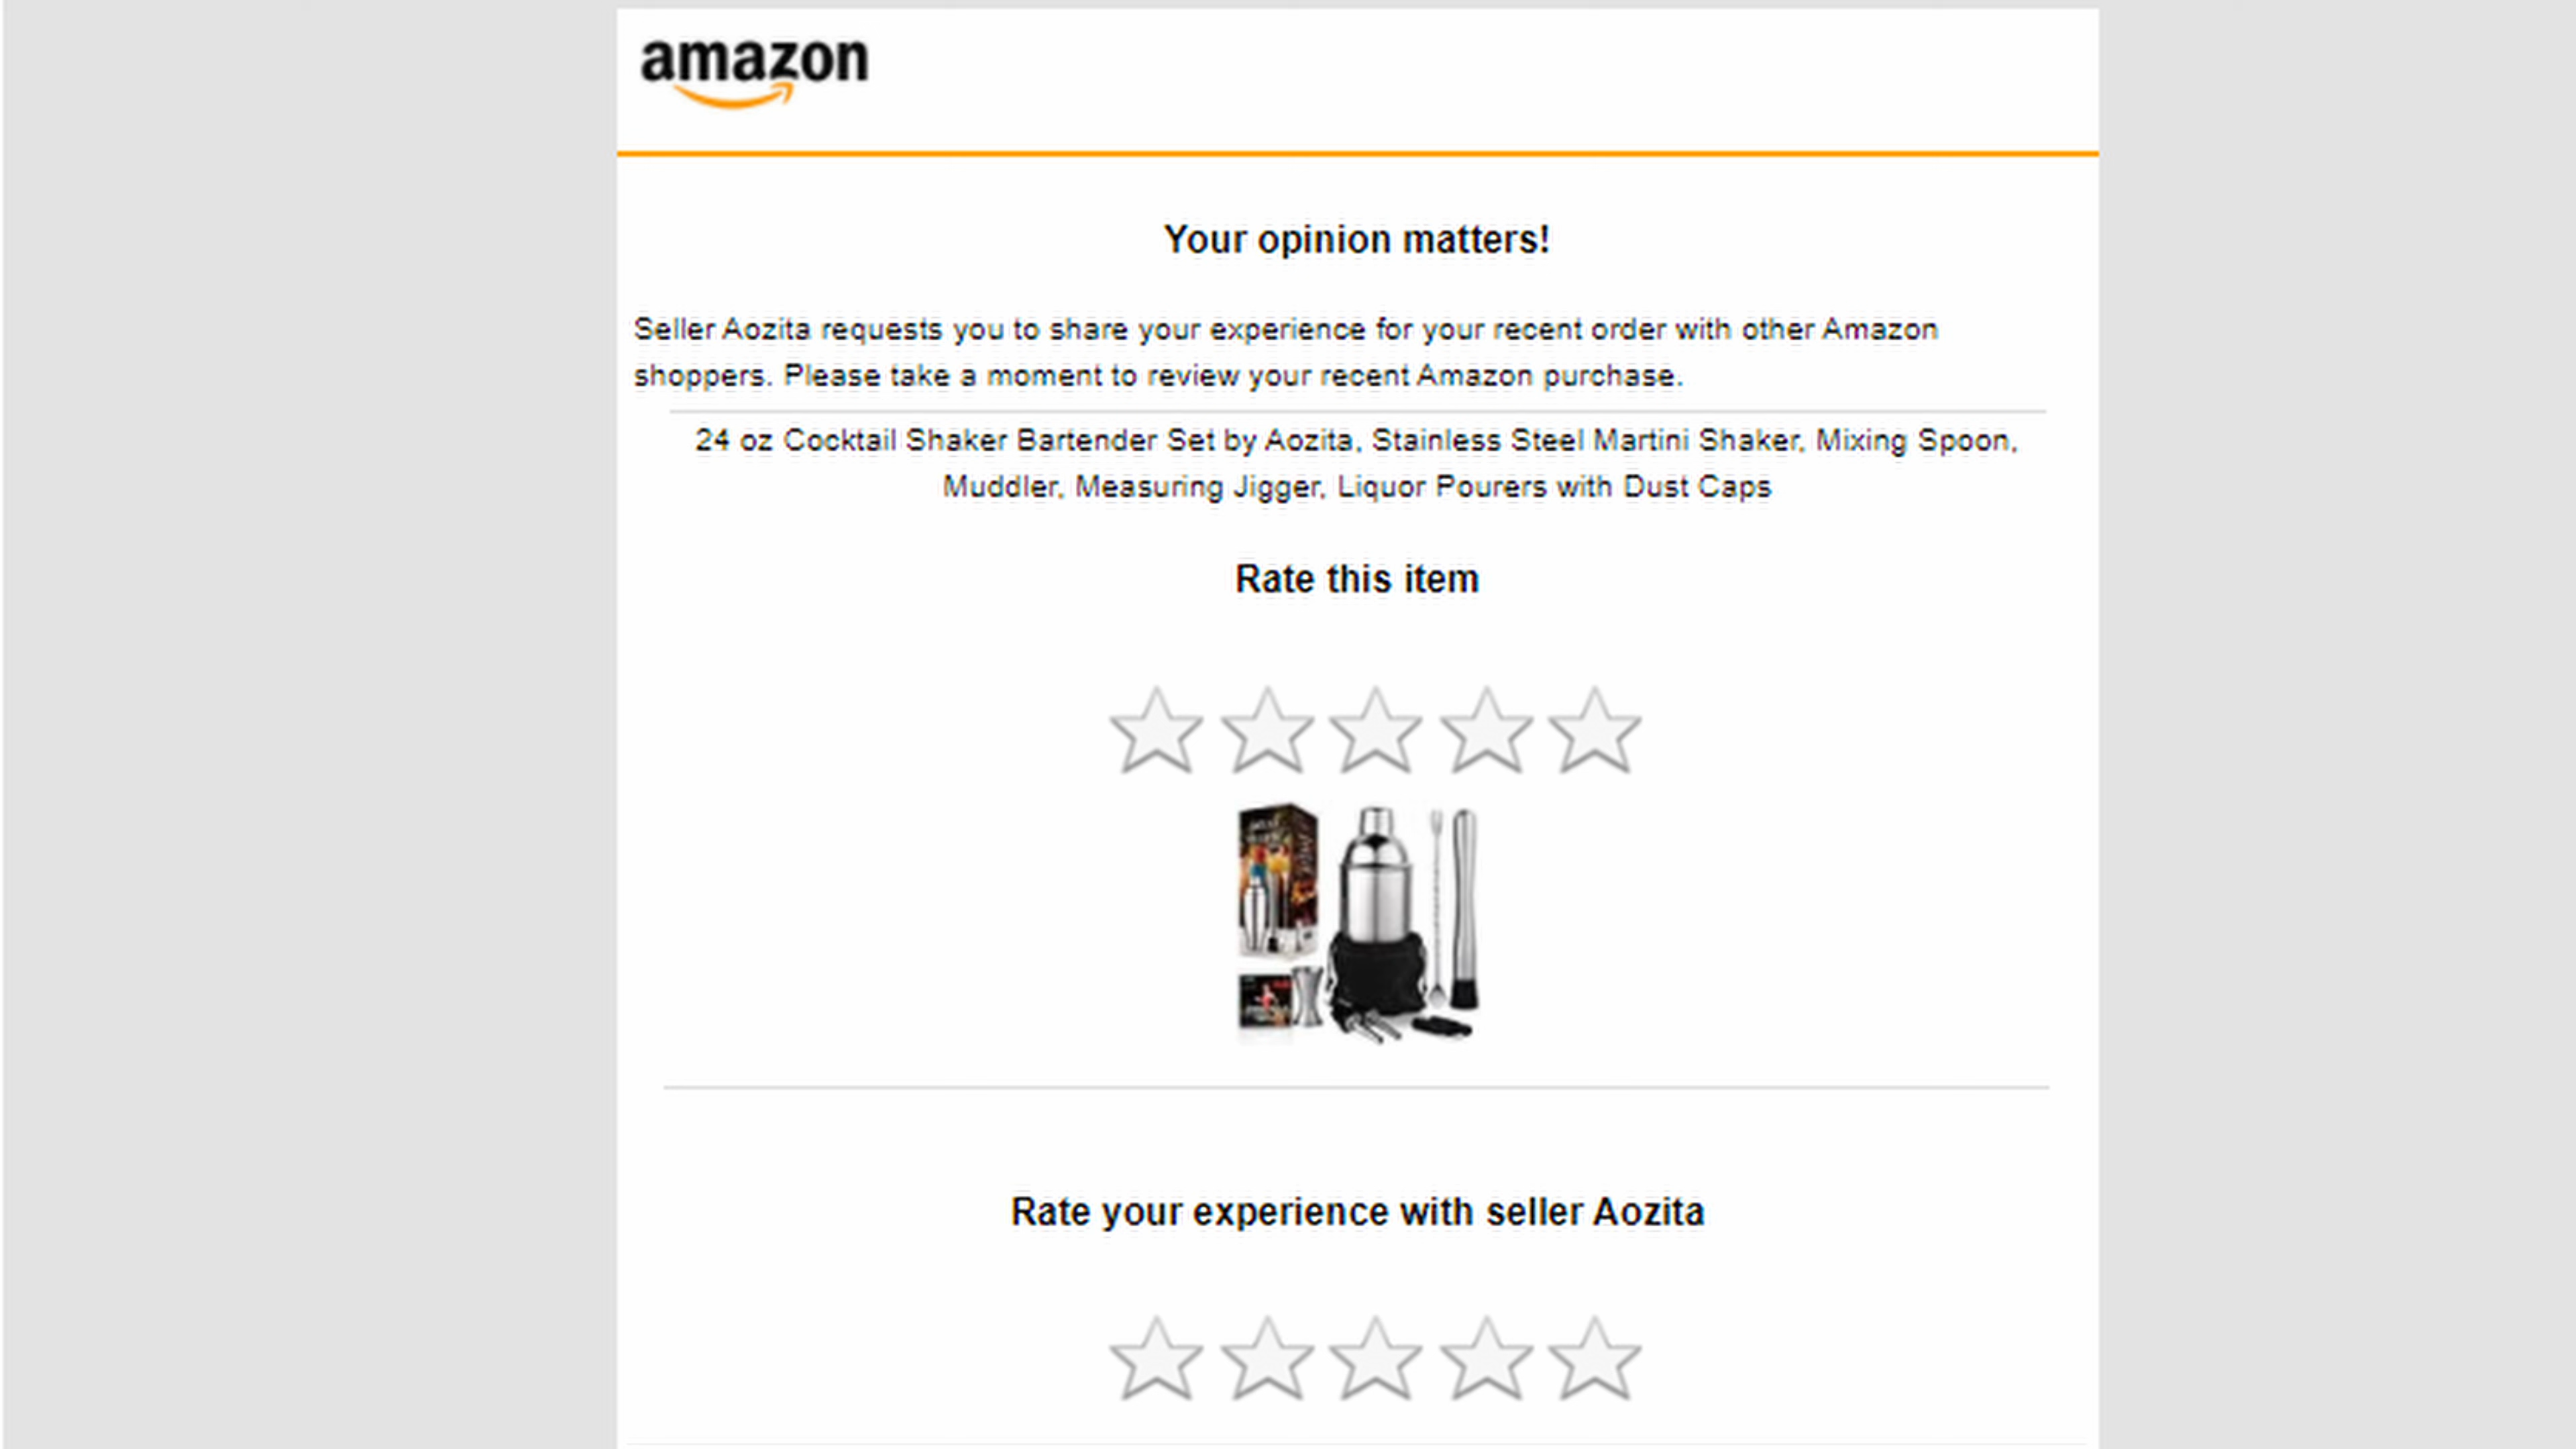 amazon
Your opinion matters!
Seller Aozita requests you to share your experience for your recent order with other Amazon
shoppers. Please take a moment to review your recent Amazon purchase.
24 oz Cocktail Shaker Bartender Set by Aozita, Stainless Steel Martini Shaker, Mixing Spoon,
Muddler, Measuring Jigger, Liquor Pourers with Dust Caps
Rate this item
Rate your experience with seller Aozita